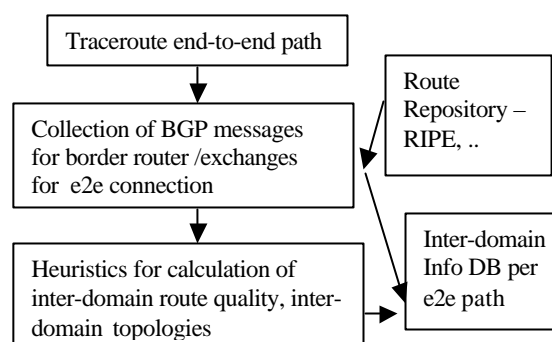 Traceroute end-to-end path
Collection of BGP messages
for border router /exchanges
for e2e connection
Route
Repository –
RIPE, ..
Heuristics for calculation of
inter-domain route quality, inter-
domain topologies
Inter-domain
Info DB per
e2e path